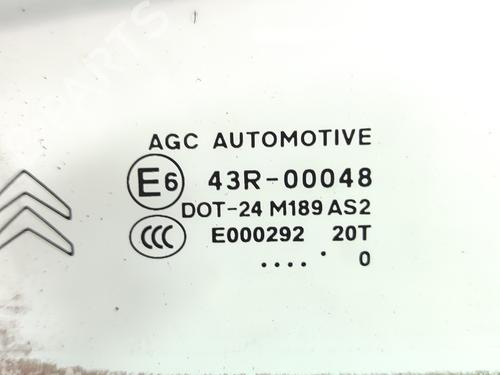 AGC AUTOMOTIVE
E6 43R-00048
DOT-24 M189 AS2
CCC E000292 20T
....˙ 0